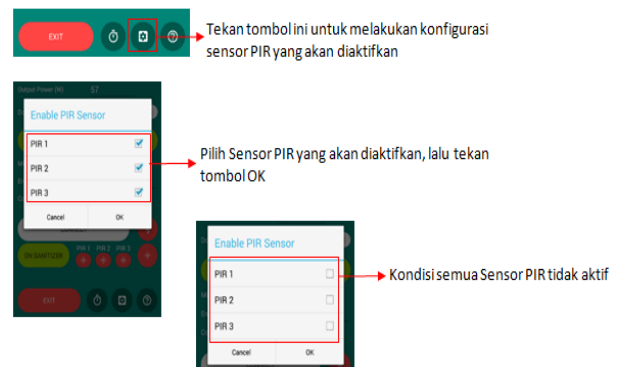 EXIT
Tekan tombol ini untuk melakukan konfigurasi
sensor PIR yang akan diaktifkan
Output Power (W) 57
Enable PIR Sensor
PIR 1
PIR 2
PIR 3
Cancel OK
Pilih Sensor PIR yang akan diaktifkan, lalu tekan
tombol OK
ON SANITIZER
PIR 1 PIR 2 PIR 3
EXIT
Enable PIR Sensor
PIR 1
PIR 2
PIR 3
Cancel OK
Kondisi semua Sensor PIR tidak aktif